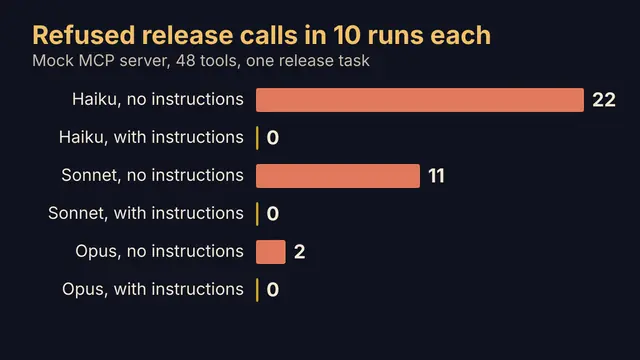 Refused release calls in 10 runs each
Mock MCP server, 48 tools, one release task
Haiku, no instructions 22
Haiku, with instructions 0
Sonnet, no instructions 11
Sonnet, with instructions 0
Opus, no instructions 2
Opus, with instructions 0